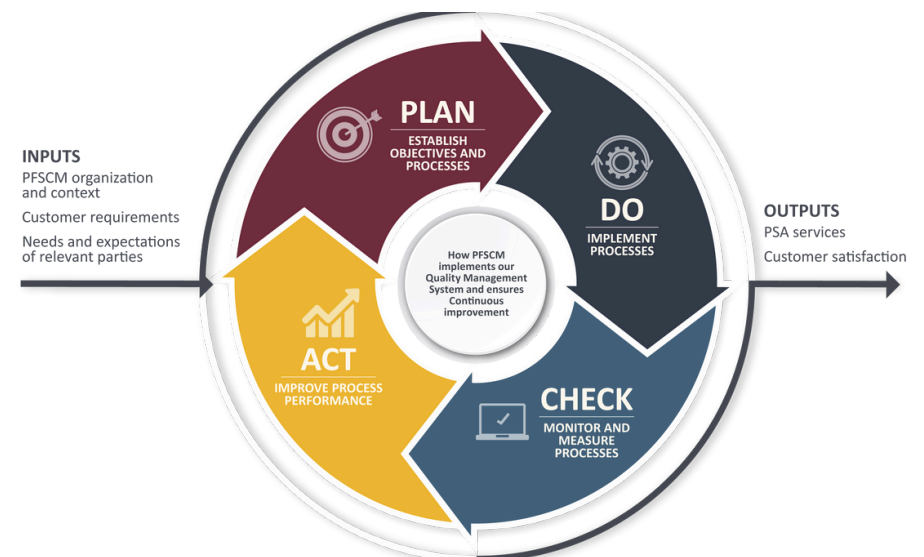 INPUTS
PFSCM organization
and context
Customer requirements
Needs and expectations
of relevant parties
PLAN
ESTABLISH
OBJECTIVES AND
PROCESSES
DO
IMPLEMENT
PROCESSES
CHECK
MONITOR AND
MEASURE
PROCESSES
ACT
IMPROVE PROCESS
PERFORMANCE
How PFSCM
implements our
Quality Management
System and ensures
Continuous
improvement
OUTPUTS
PSA services
Customer satisfaction